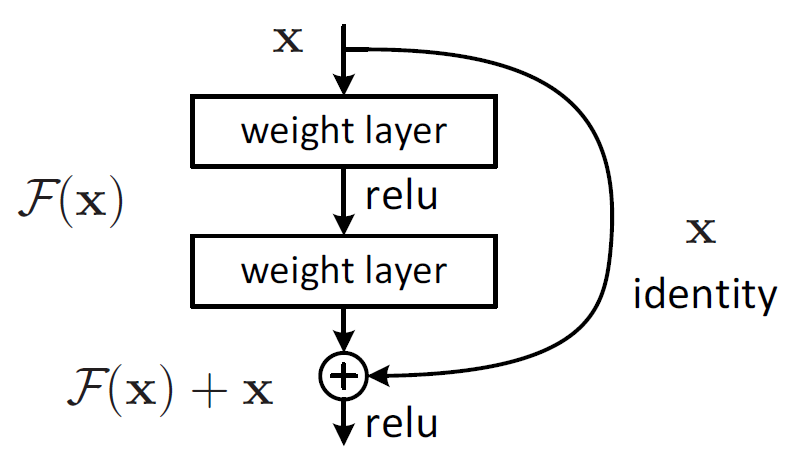 x
weight layer
relu
F(x)
weight layer
x
identity
F(x) + x
relu